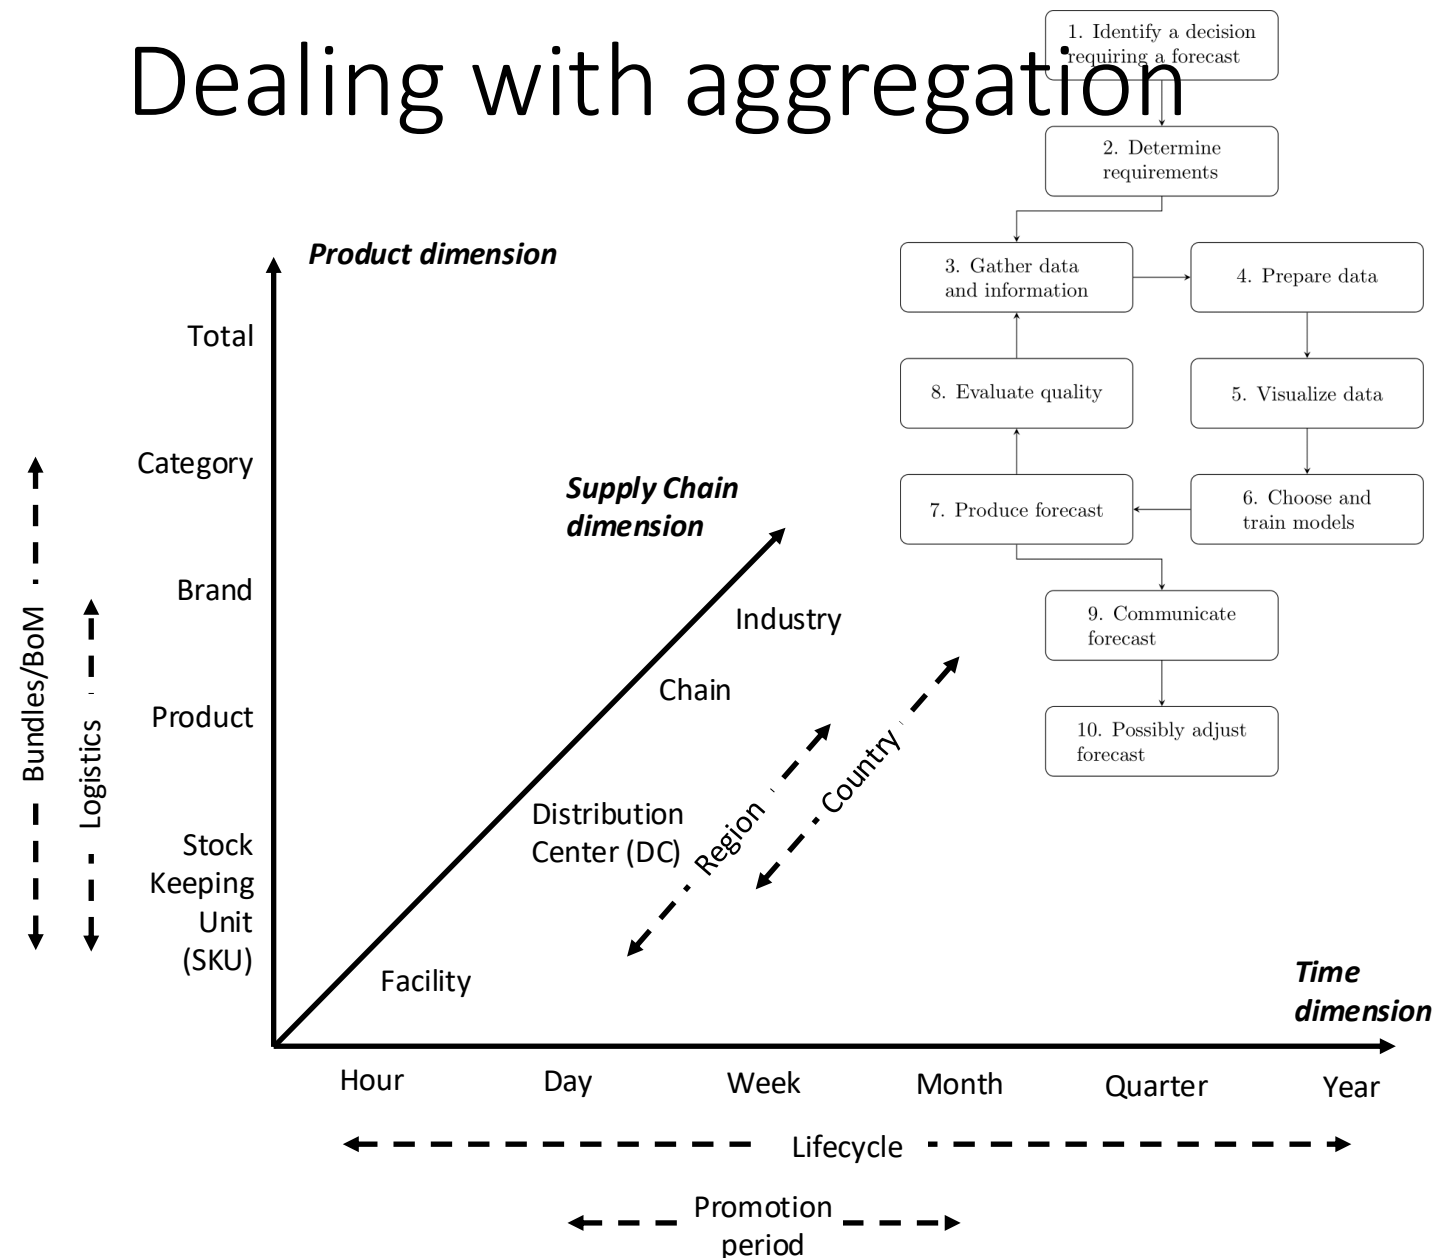 Dealing with aggregation
1. Identify a decision
requiring a forecast
2. Determine
requirements
3. Gather data
and information
4. Prepare data
8. Evaluate quality
5. Visualize data
7. Produce forecast
6. Choose and
train models
9. Communicate
forecast
10. Possibly adjust
forecast
Product dimension
Total
Category
Brand
Product
Stock
Keeping
Unit
(SKU)
Bundles/BoM
Logistics
Supply Chain
dimension
Industry
Chain
Distribution
Center (DC)
Facility
Region
Country
Time
dimension
Hour
Day
Week
Month
Quarter
Year
Lifecycle
Promotion
period